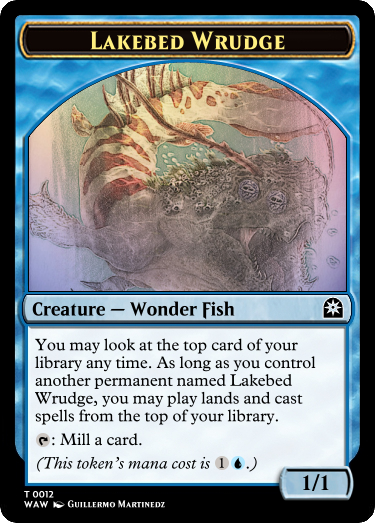 Lakebed Wrudge
Creature — Wonder Fish
You may look at the top card of your
library any time. As long as you control
another permanent named Lakebed
Wrudge, you may play lands and cast
spells from the top of your library.
: Mill a card.
(This token's mana cost is 1 .)
1/1
T 0012
WAW Guillermo Martinedz